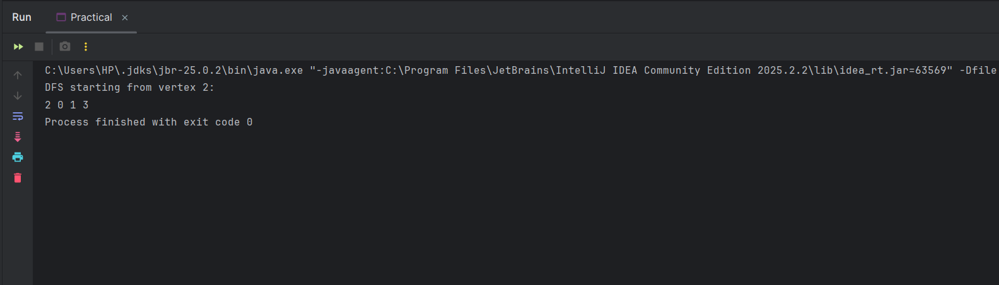 Run Practical
C:\Users\HP\.jdks\jbr-25.0.2\bin\java.exe "-javaagent:C:\Program Files\JetBrains\IntelliJ IDEA Community Edition 2025.2.2\lib\idea_rt.jar=63569" -Dfile
DFS starting from vertex 2:
2 0 1 3
Process finished with exit code 0